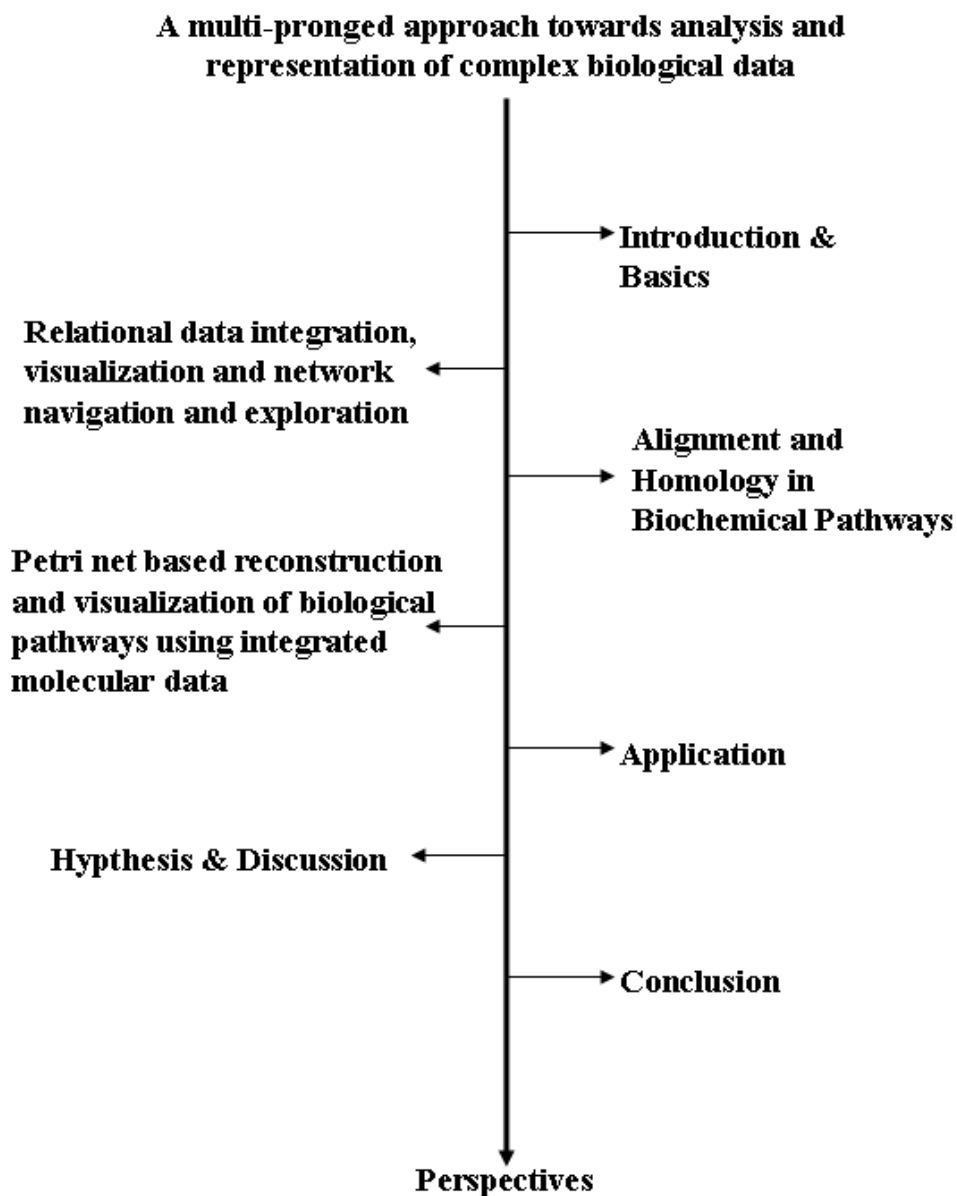 A multi-pronged approach towards analysis and
representation of complex biological data
Introduction &
Basics
Relational data integration,
visualization and network
navigation and exploration
Alignment and
Homology in
Biochemical Pathways
Petri net based reconstruction
and visualization of biological
pathways using integrated
molecular data
Application
Hypthesis & Discussion
Conclusion
Perspectives